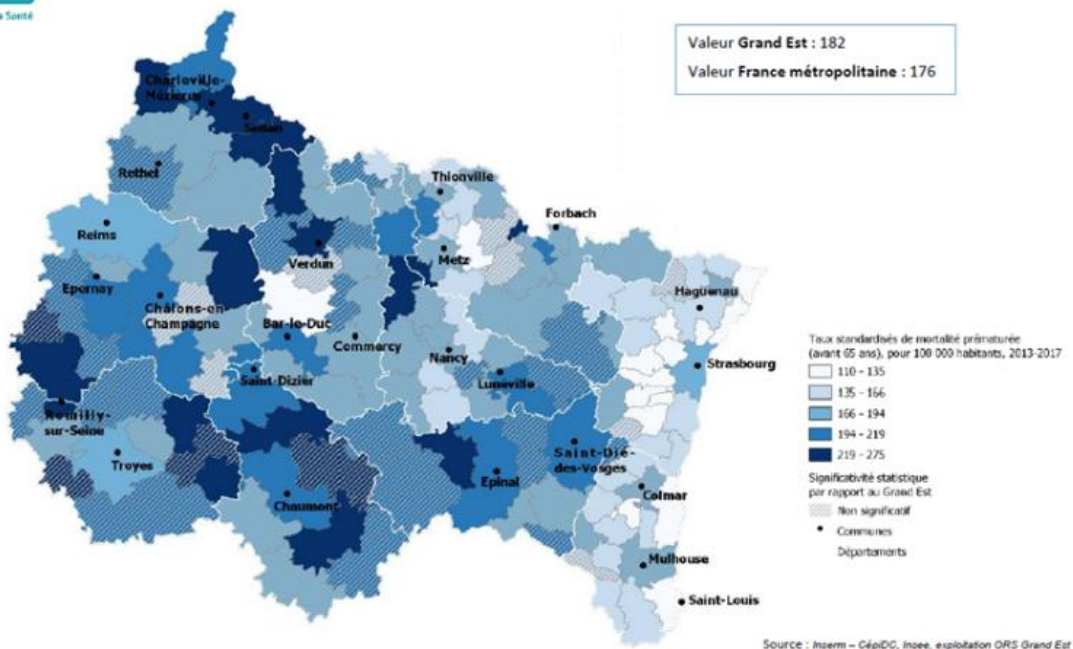 a Santé
Valeur Grand Est : 182
Valeur France métropolitaine : 176
Charleville-
Mézières
Sedan
Rethel
Thionville
Forbach
Reims
Verdun
Metz
Haguenau
Epernay
Châlons-en-
Champagne
Bar-le-Duc
Commercy
Nancy
Strasbourg
Saint-Dizier
Lunéville
Romilly-
sur-Seine
Troyes
Saint-Dié-
des-Vosges
Epinal
Chaumont
Colmar
Mulhouse
Saint-Louis
Taux standardisés de mortalité prématurée
(avant 65 ans), pour 100 000 habitants, 2013-2017
110 - 135
135 - 166
166 - 194
194 - 219
219 - 275
Significativité statistique
par rapport au Grand Est
Non significatif
Communes
Départements
Source : Inserm – CépiDC, Insee, exploitation ORS Grand Est